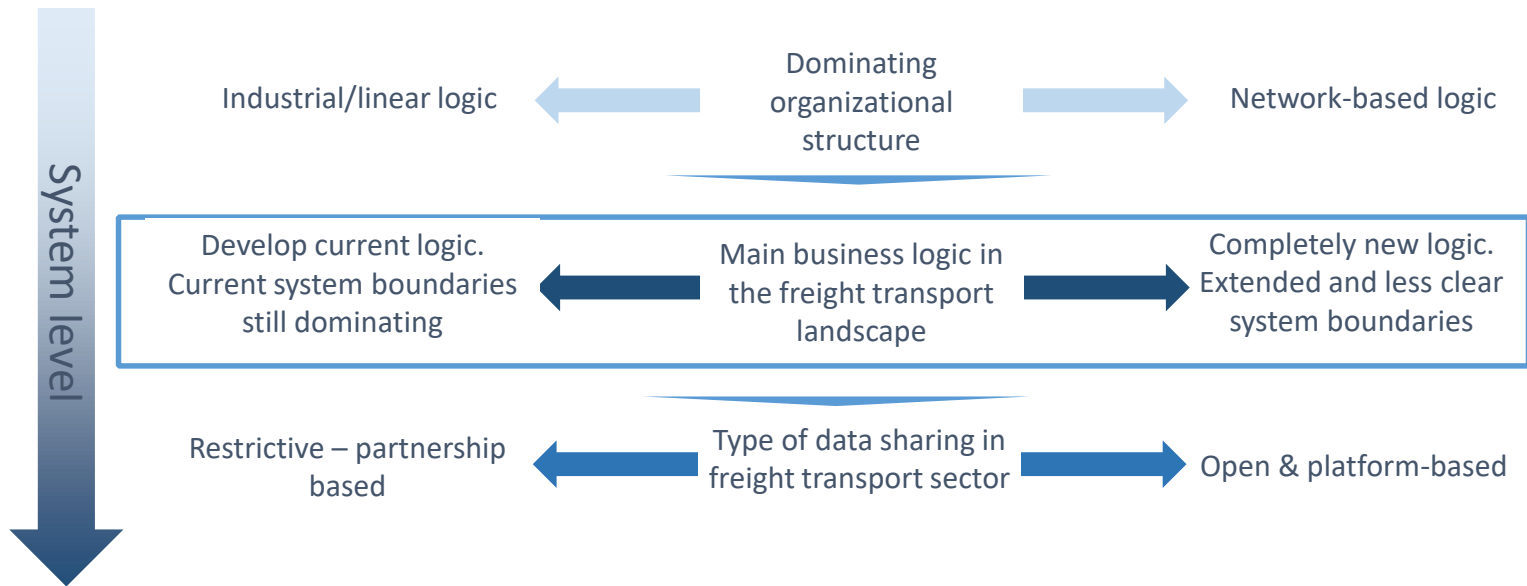 System level
Industrial/linear logic
Dominating
organizational
structure
Network-based logic
Develop current logic.
Current system boundaries
still dominating
Main business logic in
the freight transport
landscape
Completely new logic.
Extended and less clear
system boundaries
Restrictive – partnership
based
Type of data sharing in
freight transport sector
Open & platform-based